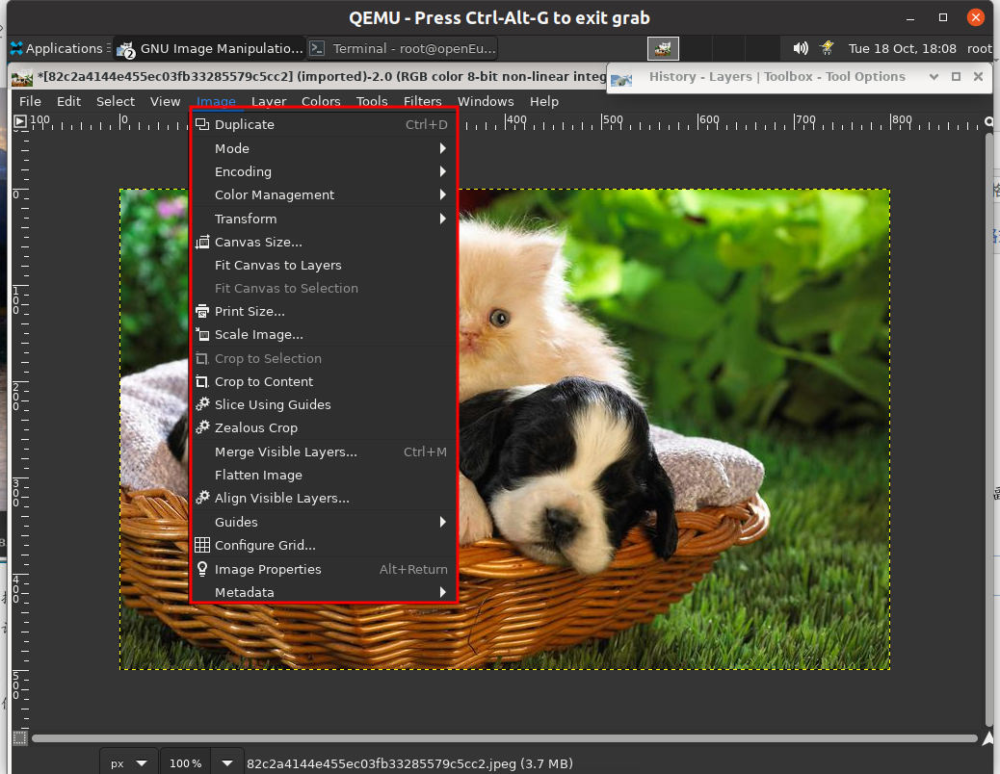 QEMU - Press Ctrl-Alt-G to exit grab
Applications
2
GNU Image Manipulatio...
Terminal - root@openEu...
Tue 18 Oct, 18:08
root
*[82c2a4144e455ec03fb33285579c5cc2] (imported)-2.0 (RGB color 8-bit non-linear integ
History - Layers | Toolbox - Tool Options
File Edit Select View Image Layer Colors Tools Filters Windows Help
100 0 400 500 600 700 800
Duplicate Ctrl+D
Mode
Encoding
Color Management
Transform
0
Canvas Size...
Fit Canvas to Layers
Fit Canvas to Selection
100
Print Size...
Scale Image...
Crop to Selection
Crop to Content
200
Slice Using Guides
Zealous Crop
Merge Visible Layers... Ctrl+M
Flatten Image
300
Align Visible Layers...
Guides
Configure Grid...
Image Properties Alt+Return
400
Metadata
500
px 100 % 82c2a4144e455ec03fb33285579c5cc2.jpeg (3.7 MB)